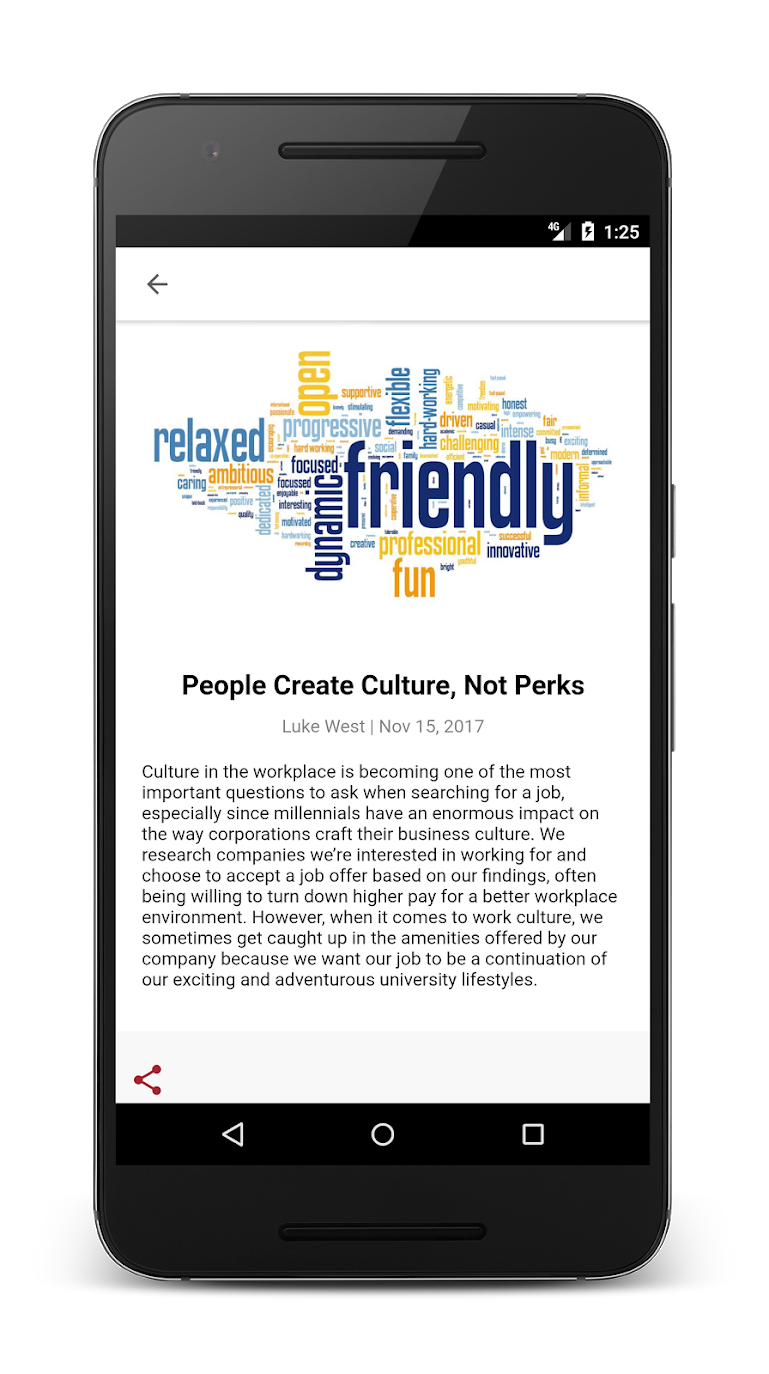 4G 1:25
open
supportive
flexible
hard-working
energetic
competitive
freedom
passionate
stimulating
motivating
honest
empowering
relaxed
progressive
demanding
driven
casual
fair
encouraging
social
challenging
intense
committed
busy
exciting
hard working
family
modern
determined
friendly
ambitious
focused
friendly
approachable
caring
focussed
informal
dedicated
enjoyable
positive
interesting
dynamic
quality
motivated
hardworking
creative
professional
successful
innovative
fun
bright
youthful
People Create Culture, Not Perks
Luke West | Nov 15, 2017
Culture in the workplace is becoming one of the most
important questions to ask when searching for a job,
especially since millennials have an enormous impact on
the way corporations craft their business culture. We
research companies we’re interested in working for and
choose to accept a job offer based on our findings, often
being willing to turn down higher pay for a better workplace
environment. However, when it comes to work culture, we
sometimes get caught up in the amenities offered by our
company because we want our job to be a continuation of
our exciting and adventurous university lifestyles.